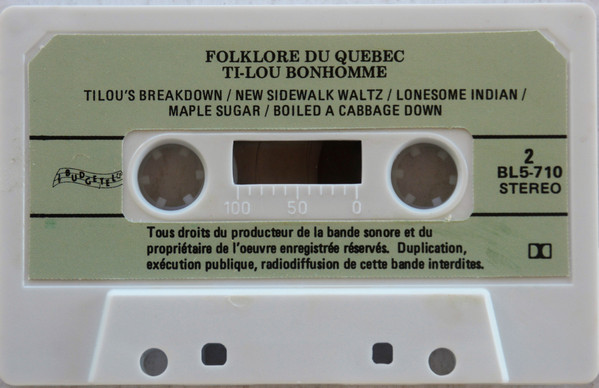 FOLKLORE DU QUEBEC
TI-LOU BONHOMME
TILOU'S BREAKDOWN / NEW SIDEWALK WALTZ / LONESOME INDIAN /
MAPLE SUGAR / BOILED A CABBAGE DOWN
2
BL5-710
STEREO
100 50 0
Tous droits du producteur de la bande sonore et du
propriétaire de l'oeuvre enregistrée réservés. Duplication,
exécution publique, radiodiffusion de cette bande interdites.